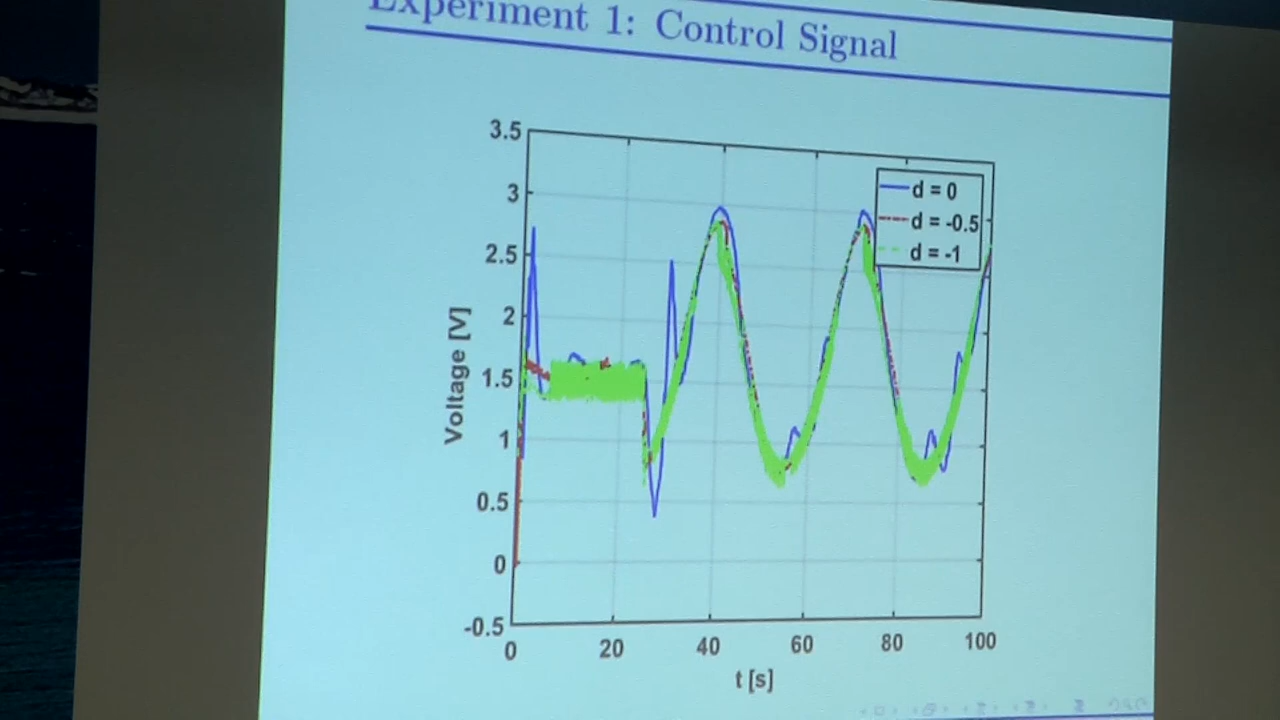 Experiment 1: Control Signal
3.5
3
2.5
2
1.5
1
0.5
0
-0.5
Voltage [V]
d = 0
d = -0.5
d = -1
0 20 40 60 80 100
t [s]